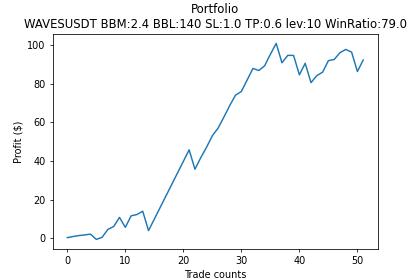 Portfolio
WAVESUSDT BBM:2.4 BBL:140 SL:1.0 TP:0.6 lev:10 WinRatio:79.0
100
80
60
40
20
0
Profit ($)
0 10 20 30 40 50
Trade counts